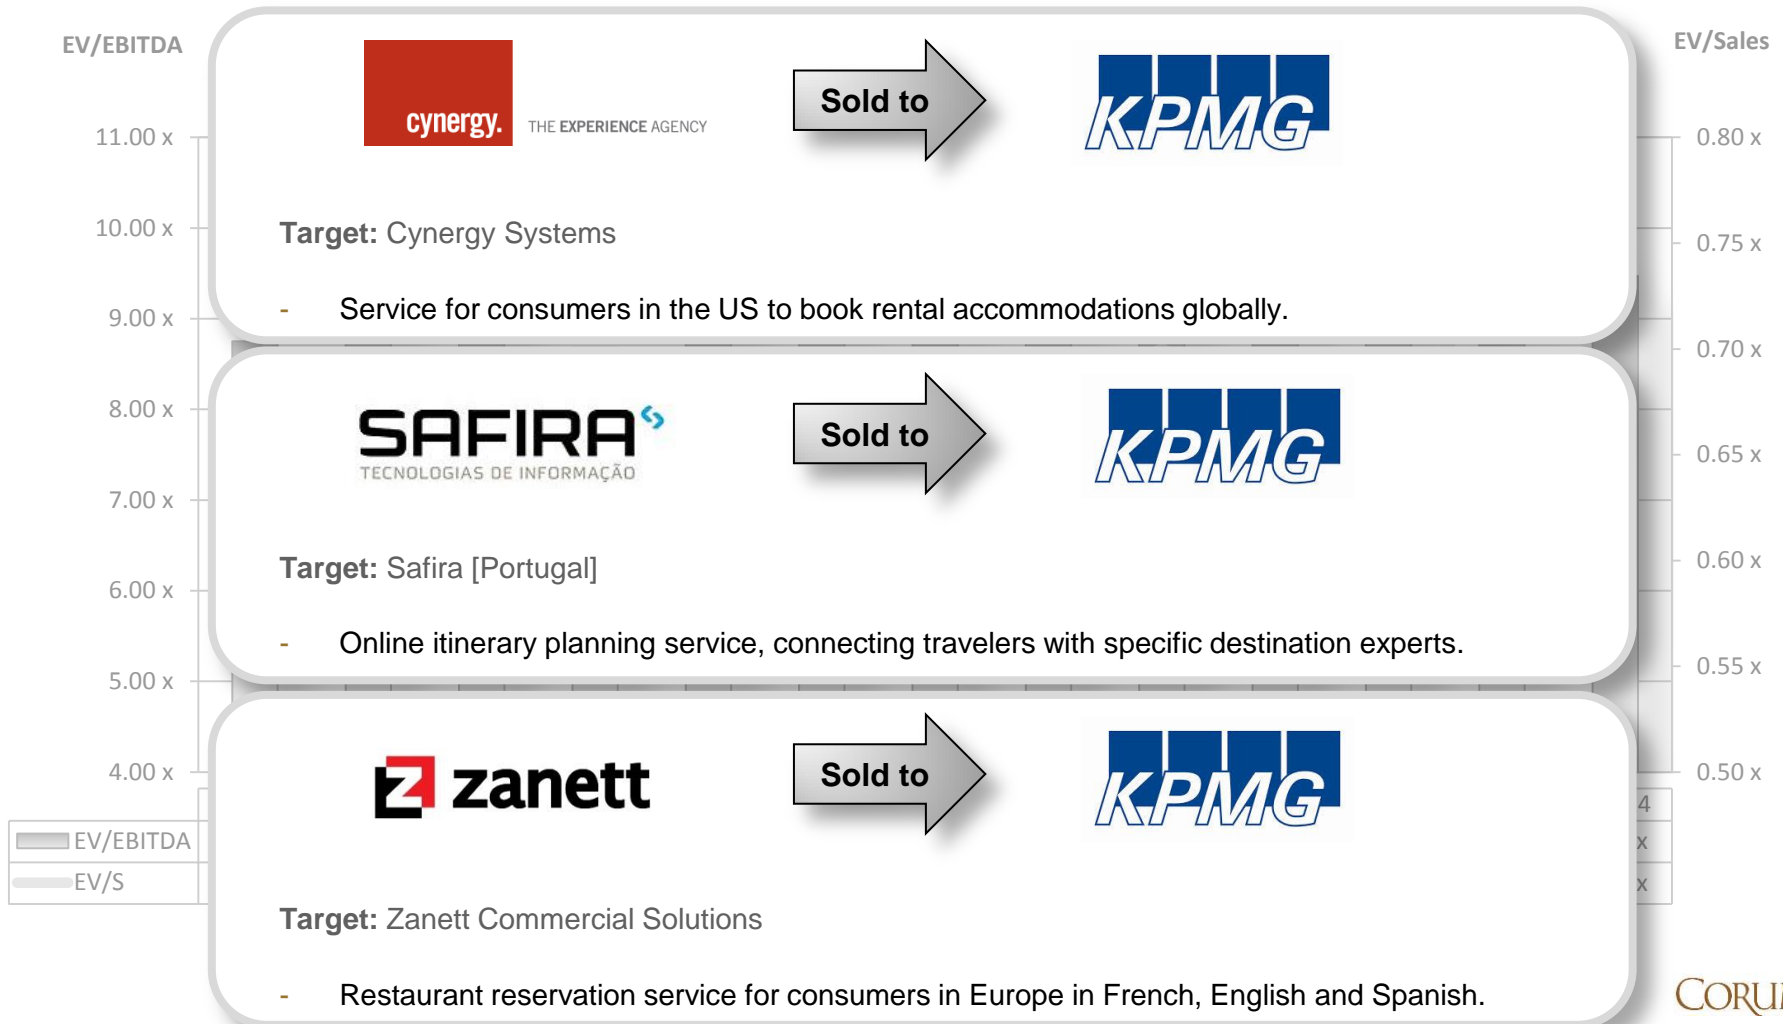 EV/EBITDA
EV/Sales
cynergy. THE EXPERIENCE AGENCY
Sold to
KPMG
11.00 x
0.80 x
10.00 x
Target: Cynergy Systems
0.75 x
9.00 x
- Service for consumers in the US to book rental accommodations globally.
0.70 x
8.00 x
SAFIRA
TECNOLOGIAS DE INFORMAÇÃO
Sold to
KPMG
0.65 x
7.00 x
Target: Safira [Portugal]
0.60 x
6.00 x
- Online itinerary planning service, connecting travelers with specific destination experts.
5.00 x
0.55 x
zanett
Sold to
KPMG
4.00 x
0.50 x
4
EV/EBITDA
x
EV/S
x
Target: Zanett Commercial Solutions
- Restaurant reservation service for consumers in Europe in French, English and Spanish.